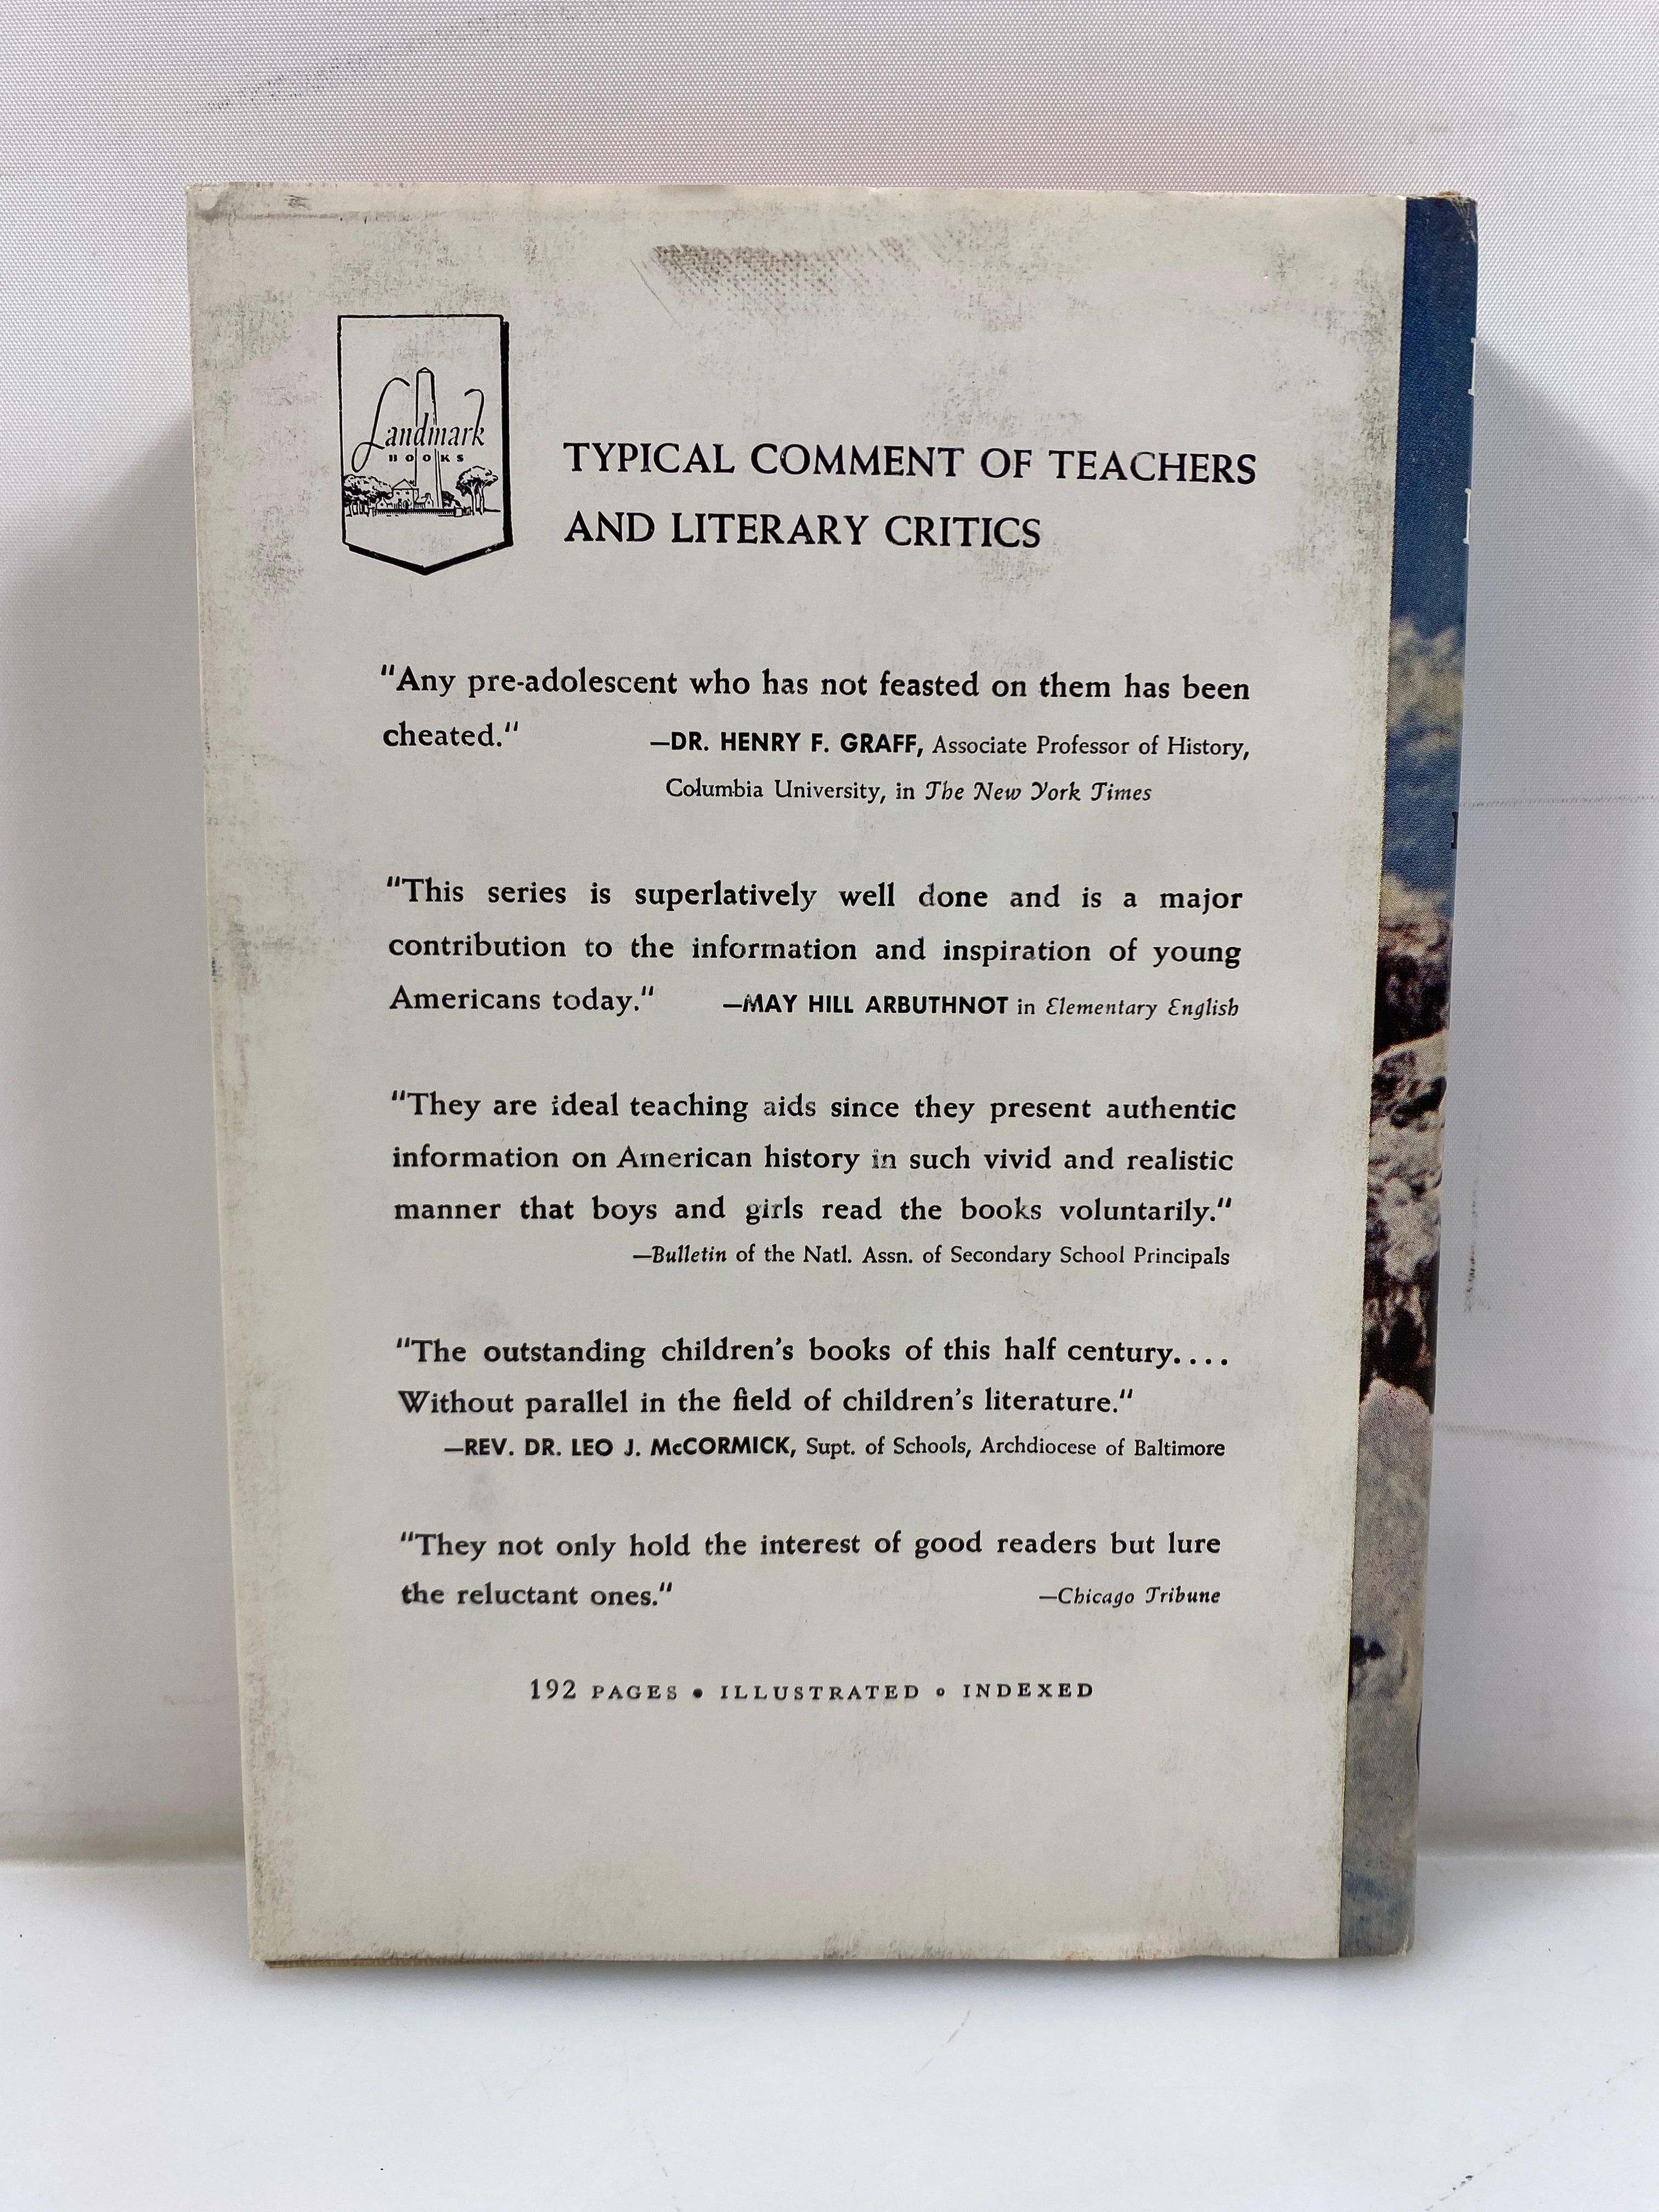 Landmark
BOOKS
TYPICAL COMMENT OF TEACHERS
AND LITERARY CRITICS
"Any pre-adolescent who has not feasted on them has been
cheated." —DR. HENRY F. GRAFF, Associate Professor of History,
Columbia University, in The New York Times
"This series is superlatively well done and is a major
contribution to the information and inspiration of young
Americans today." —MAY HILL ARBUTHNOT in Elementary English
"They are ideal teaching aids since they present authentic
information on American history in such vivid and realistic
manner that boys and girls read the books voluntarily."
—Bulletin of the Natl. Assn. of Secondary School Principals
"The outstanding children's books of this half century....
Without parallel in the field of children's literature."
—REV. DR. LEO J. McCORMICK, Supt. of Schools, Archdiocese of Baltimore
"They not only hold the interest of good readers but lure
the reluctant ones." —Chicago Tribune
192 PAGES • ILLUSTRATED • INDEXED